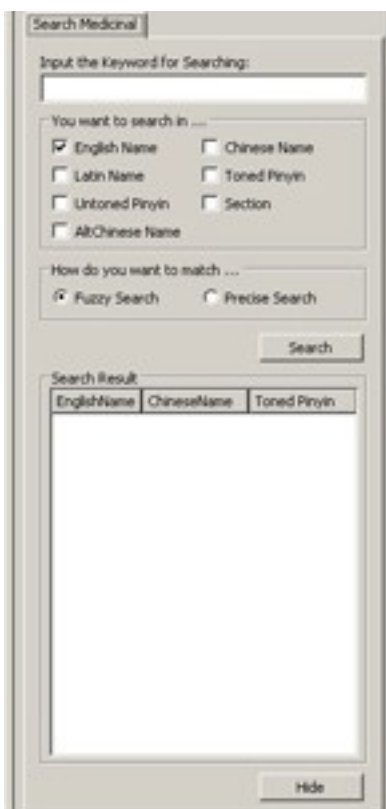 Search Medicinal
Input the Keyword for Searching:
You want to search in ....
English Name Chinese Name
Latin Name Toned Pinyin
Untoned Pinyin Section
AltChinese Name
How do you want to match ...
Fuzzy Search Precise Search
Search
Search Result
EnglishName ChineseName Toned Pinyin
Hide